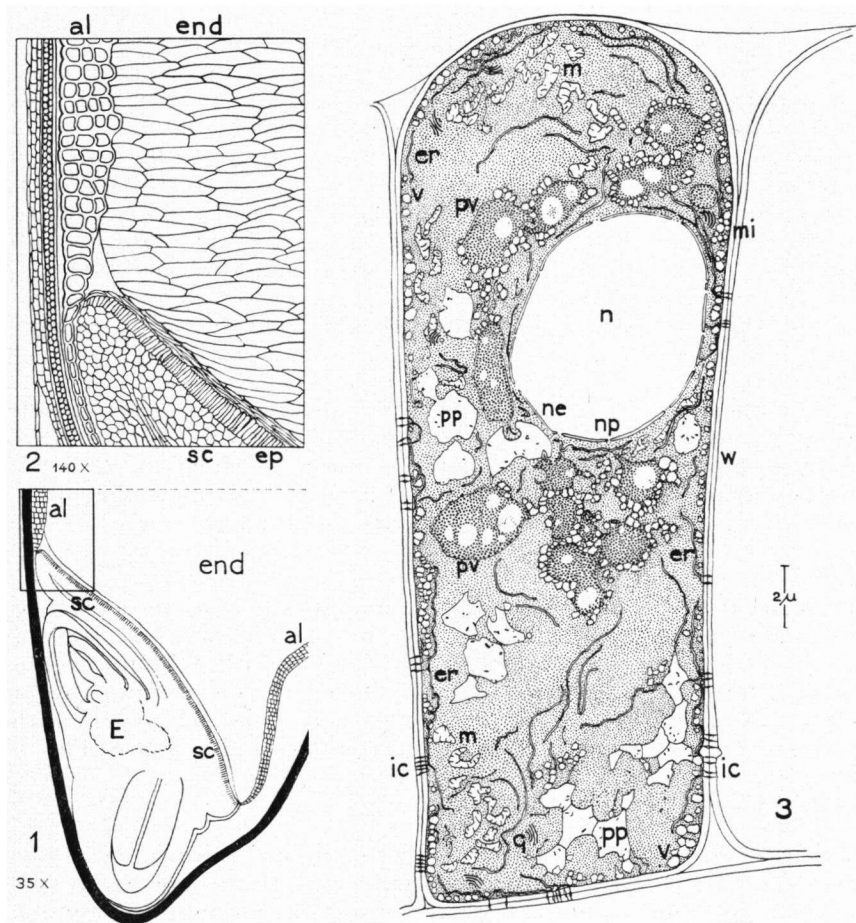 al end
sc ep
2 140 X
al
end
sc
al
E
sc
1
35 X
m
er
v
pv
mi
n
ne
np
pp
w
pv
er
2µ
er
m
ic
ic
3
q
pp
v